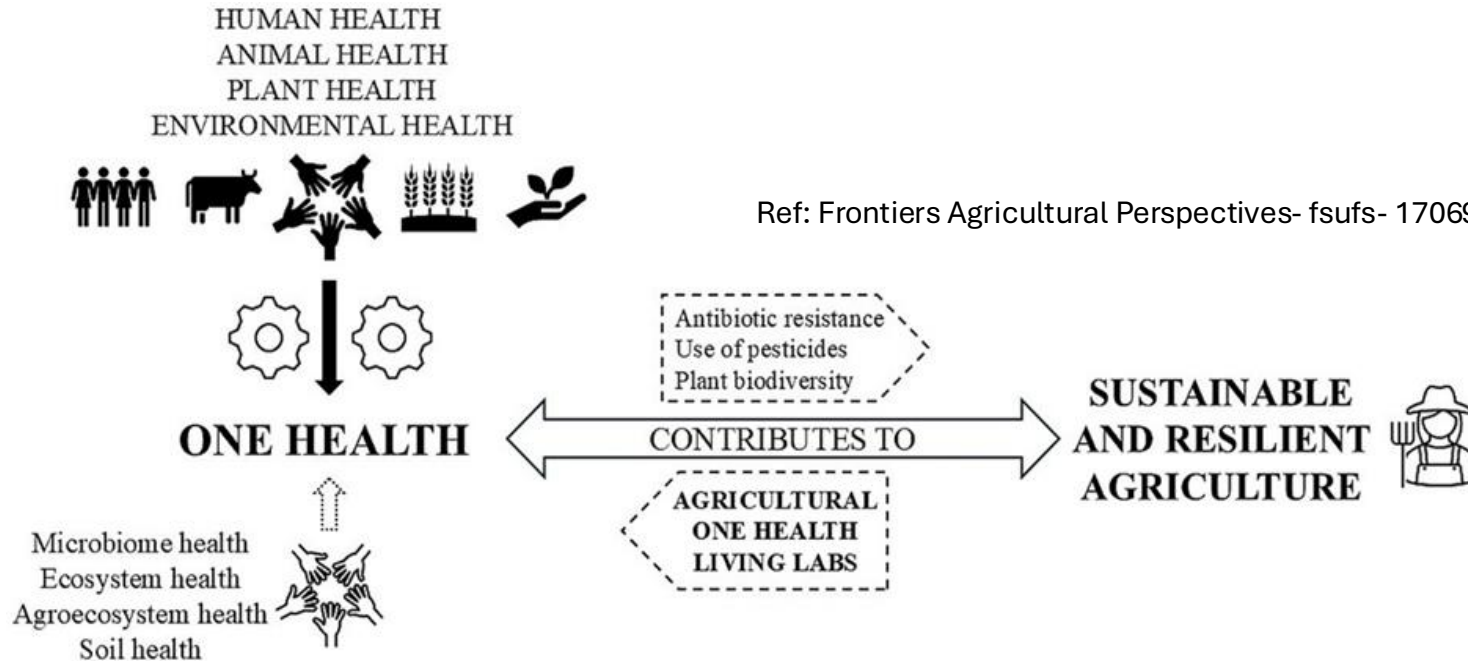 HUMAN HEALTH
ANIMAL HEALTH
PLANT HEALTH
ENVIRONMENTAL HEALTH
Ref: Frontiers Agricultural Perspectives- fsufs- 17069
Antibiotic resistance
Use of pesticides
Plant biodiversity
ONE HEALTH
CONTRIBUTES TO
SUSTAINABLE
AND RESILIENT
AGRICULTURE
AGRICULTURAL
ONE HEALTH
LIVING LABS
Microbiome health
Ecosystem health
Agroecosystem health
Soil health